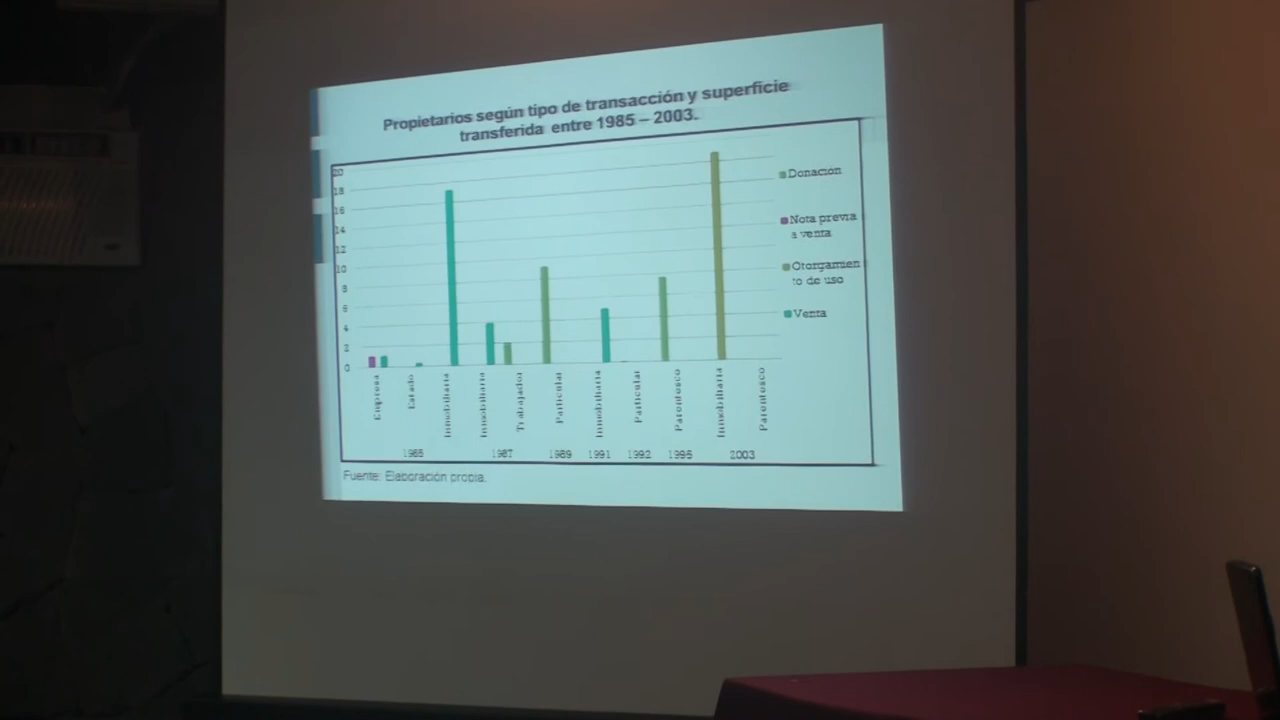 Propietarios según tipo de transacción y superficie
transferida entre 1985 – 2003.
20
18
16
14
12
10
8
6
4
2
0
Donación
Nota previa
a venta
Otorgamien
to de uso
Venta
Empresa
Estado
Inmobiliaria
Inmobiliaria
Trabajador
Particular
Inmobiliaria
Particular
Parentesco
Inmobiliaria
Parentesco
1985
1987
1989
1991
1992
1995
2003
Fuente: Elaboración propia.